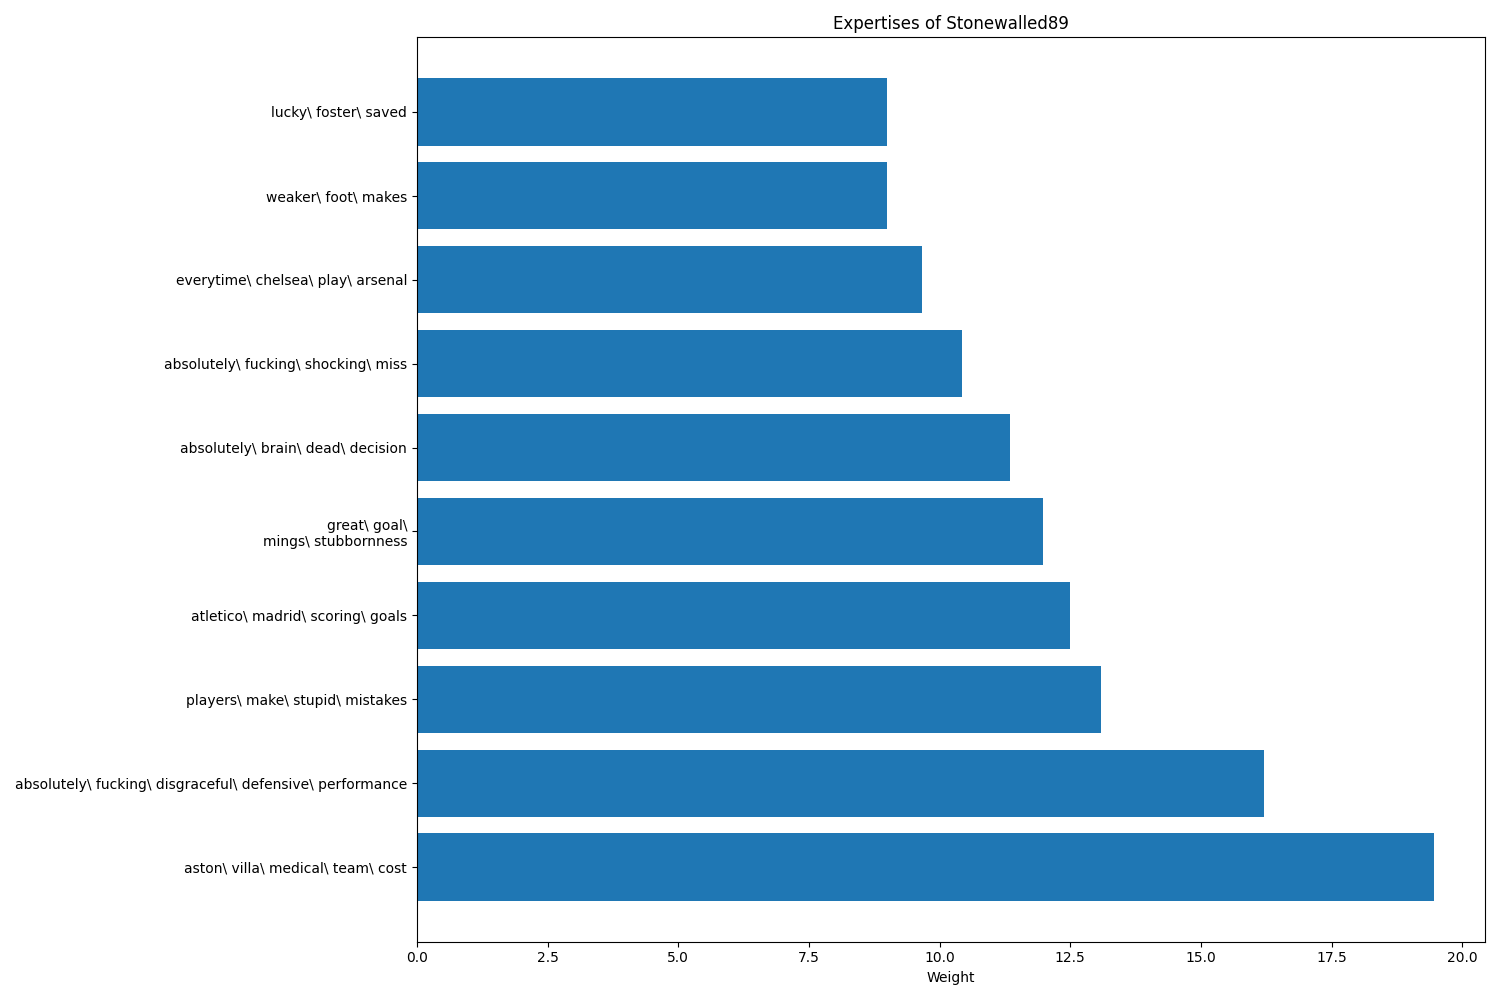 Expertises of Stonewalled89
lucky\ foster\ saved
weaker\ foot\ makes
everytime\ chelsea\ play\ arsenal
absolutely\ fucking\ shocking\ miss
absolutely\ brain\ dead\ decision
great\ goal\
mings\ stubbornness
atletico\ madrid\ scoring\ goals
players\ make\ stupid\ mistakes
absolutely\ fucking\ disgraceful\ defensive\ performance
aston\ villa\ medical\ team\ cost
0.0 2.5 5.0 7.5 10.0 12.5 15.0 17.5 20.0
Weight